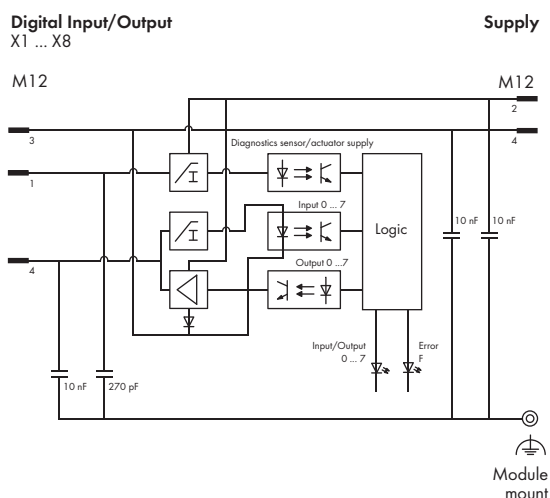 Digital Input/Output
X1 ... X8
Supply
M12
M12
2
3
4
Diagnostics sensor/actuator supply
1
I
Input 0 ... 7
I
Logic
10 nF
10 nF
4
Output 0 ...7
Input/Output
0 ... 7
Error
F
10 nF
270 pF
Module
mount